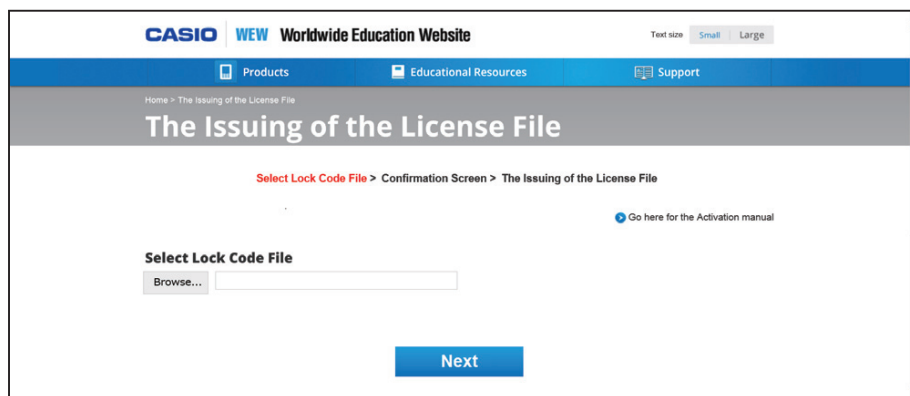 CASIO WEW Worldwide Education Website Text size Small Large
Products Educational Resources Support
Home > The Issuing of the License File
The Issuing of the License File
Select Lock Code File > Confirmation Screen > The Issuing of the License File
Go here for the Activation manual
Select Lock Code File
Browse...
Next